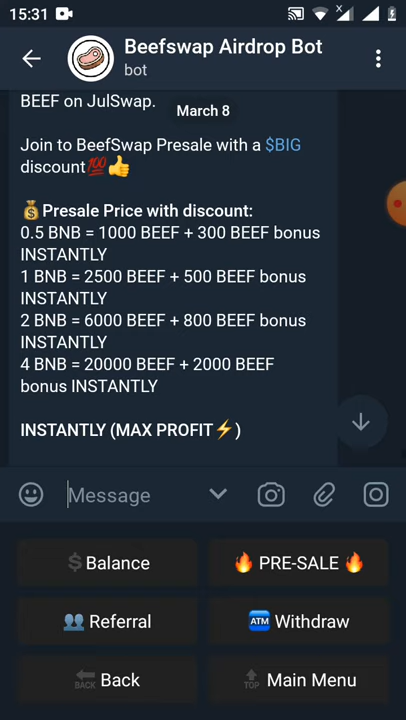 15:31
Beefswap Airdrop Bot
bot
BEEF on JulSwap.
March 8
Join to BeefSwap Presale with a $BIG
discount💯👍
💰Presale Price with discount:
0.5 BNB = 1000 BEEF + 300 BEEF bonus
INSTANTLY
1 BNB = 2500 BEEF + 500 BEEF bonus
INSTANTLY
2 BNB = 6000 BEEF + 800 BEEF bonus
INSTANTLY
4 BNB = 20000 BEEF + 2000 BEEF
bonus INSTANTLY
INSTANTLY (MAX PROFIT⚡)
Message
💲Balance
🔥 PRE-SALE 🔥
👥 Referral
🏧 Withdraw
🔙 Back
🔝 Main Menu